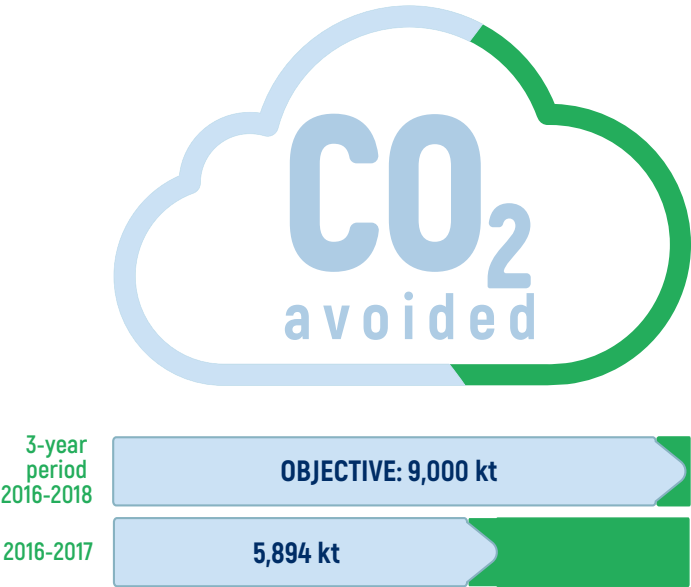 CO₂
avoided
3-year
period
2016-2018
OBJECTIVE: 9,000 kt
2016-2017
5,894 kt